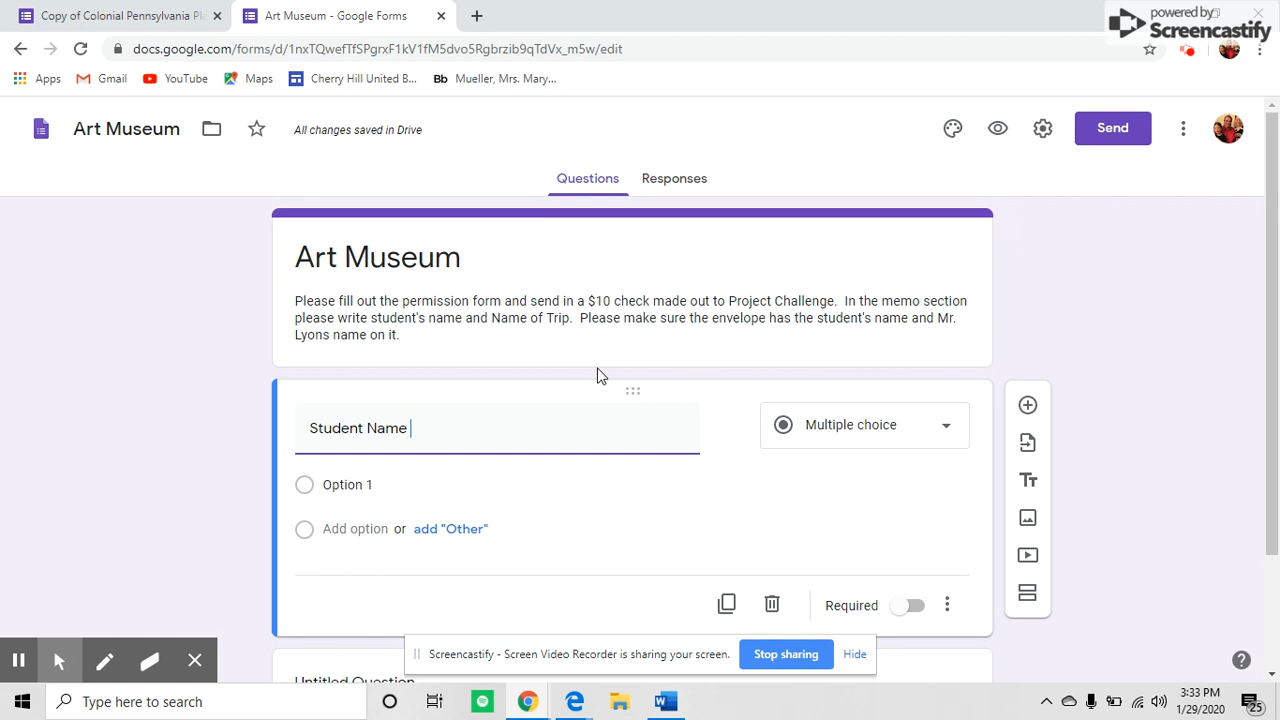 Copy of Colonial Pennsylvania Pl
Art Museum - Google Forms
powered by
Screencastify
docs.google.com/forms/d/1nxTQwefTfSPgrxF1kV1fM5dvo5Rgbrzib9qTdVx_m5w/edit
Apps
Gmail
YouTube
Maps
Cherry Hill United B...
Bb Mueller, Mrs. Mary...
Art Museum
All changes saved in Drive
Send
Questions
Responses
Art Museum
Please fill out the permission form and send in a $10 check made out to Project Challenge. In the memo section
please write student's name and Name of Trip. Please make sure the envelope has the student's name and Mr.
Lyons name on it.
Student Name
Multiple choice
Option 1
Add option or add "Other"
Required
Screencastify - Screen Video Recorder is sharing your screen.
Stop sharing
Hide
Untitled Question
Type here to search
3:33 PM
1/29/2020
25